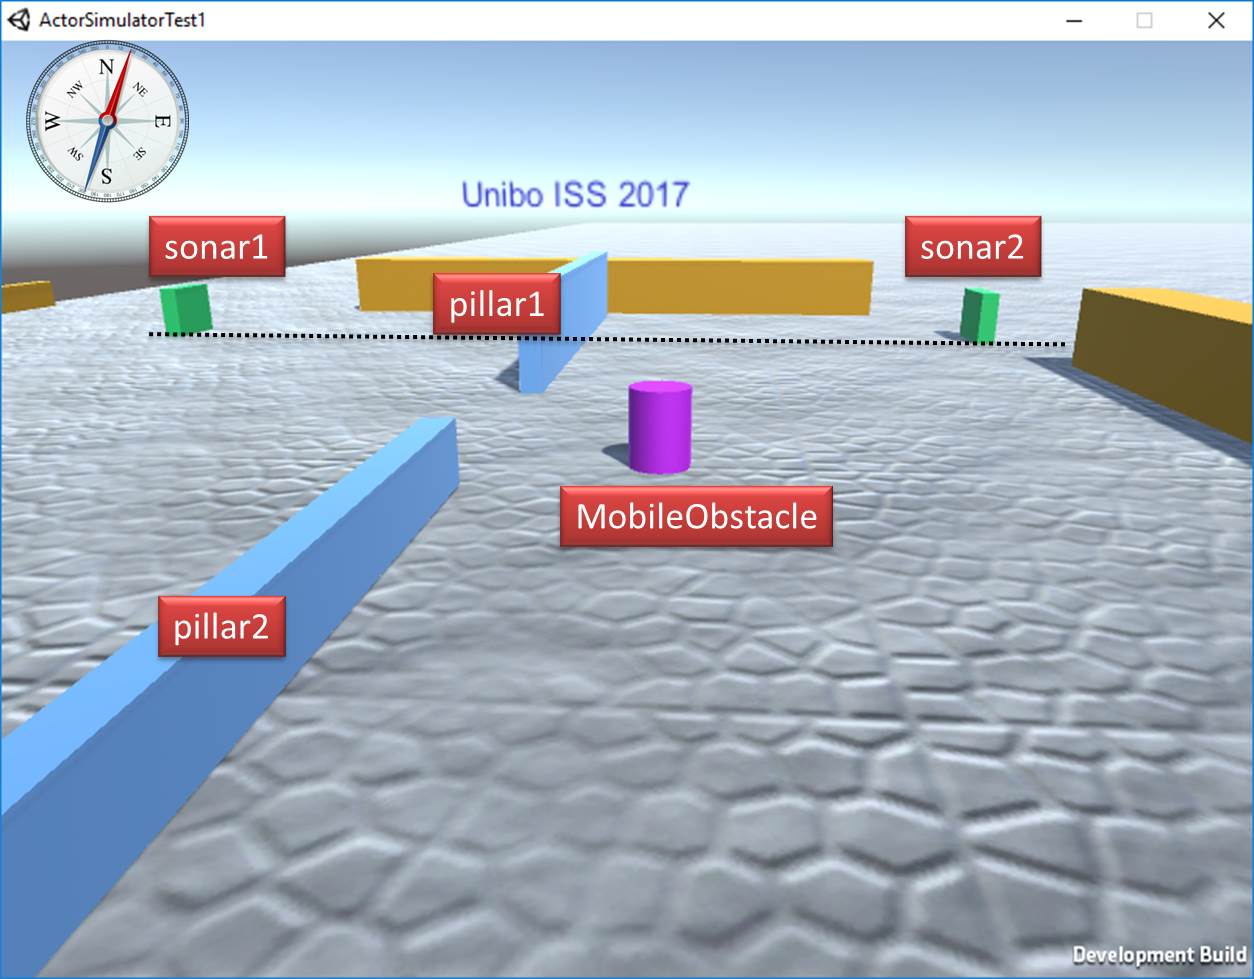 ActorSimulatorTest1
N
NW
NE
W
E
SW
SE
S
Unibo ISS 2017
sonar1
sonar2
pillar1
MobileObstacle
pillar2
Development Build